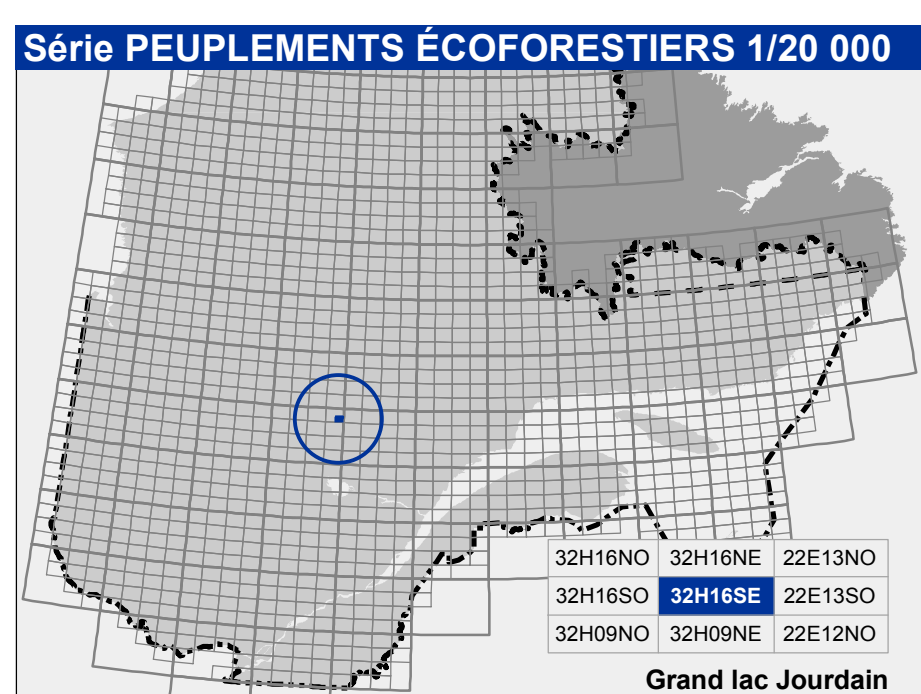 Série PEUPLEMENTS ÉCOFORESTIERS 1/20 000
32H16NO 32H16NE 22E13NO
32H16SO 32H16SE 22E13SO
32H09NO 32H09NE 22E12NO
Grand lac Jourdain